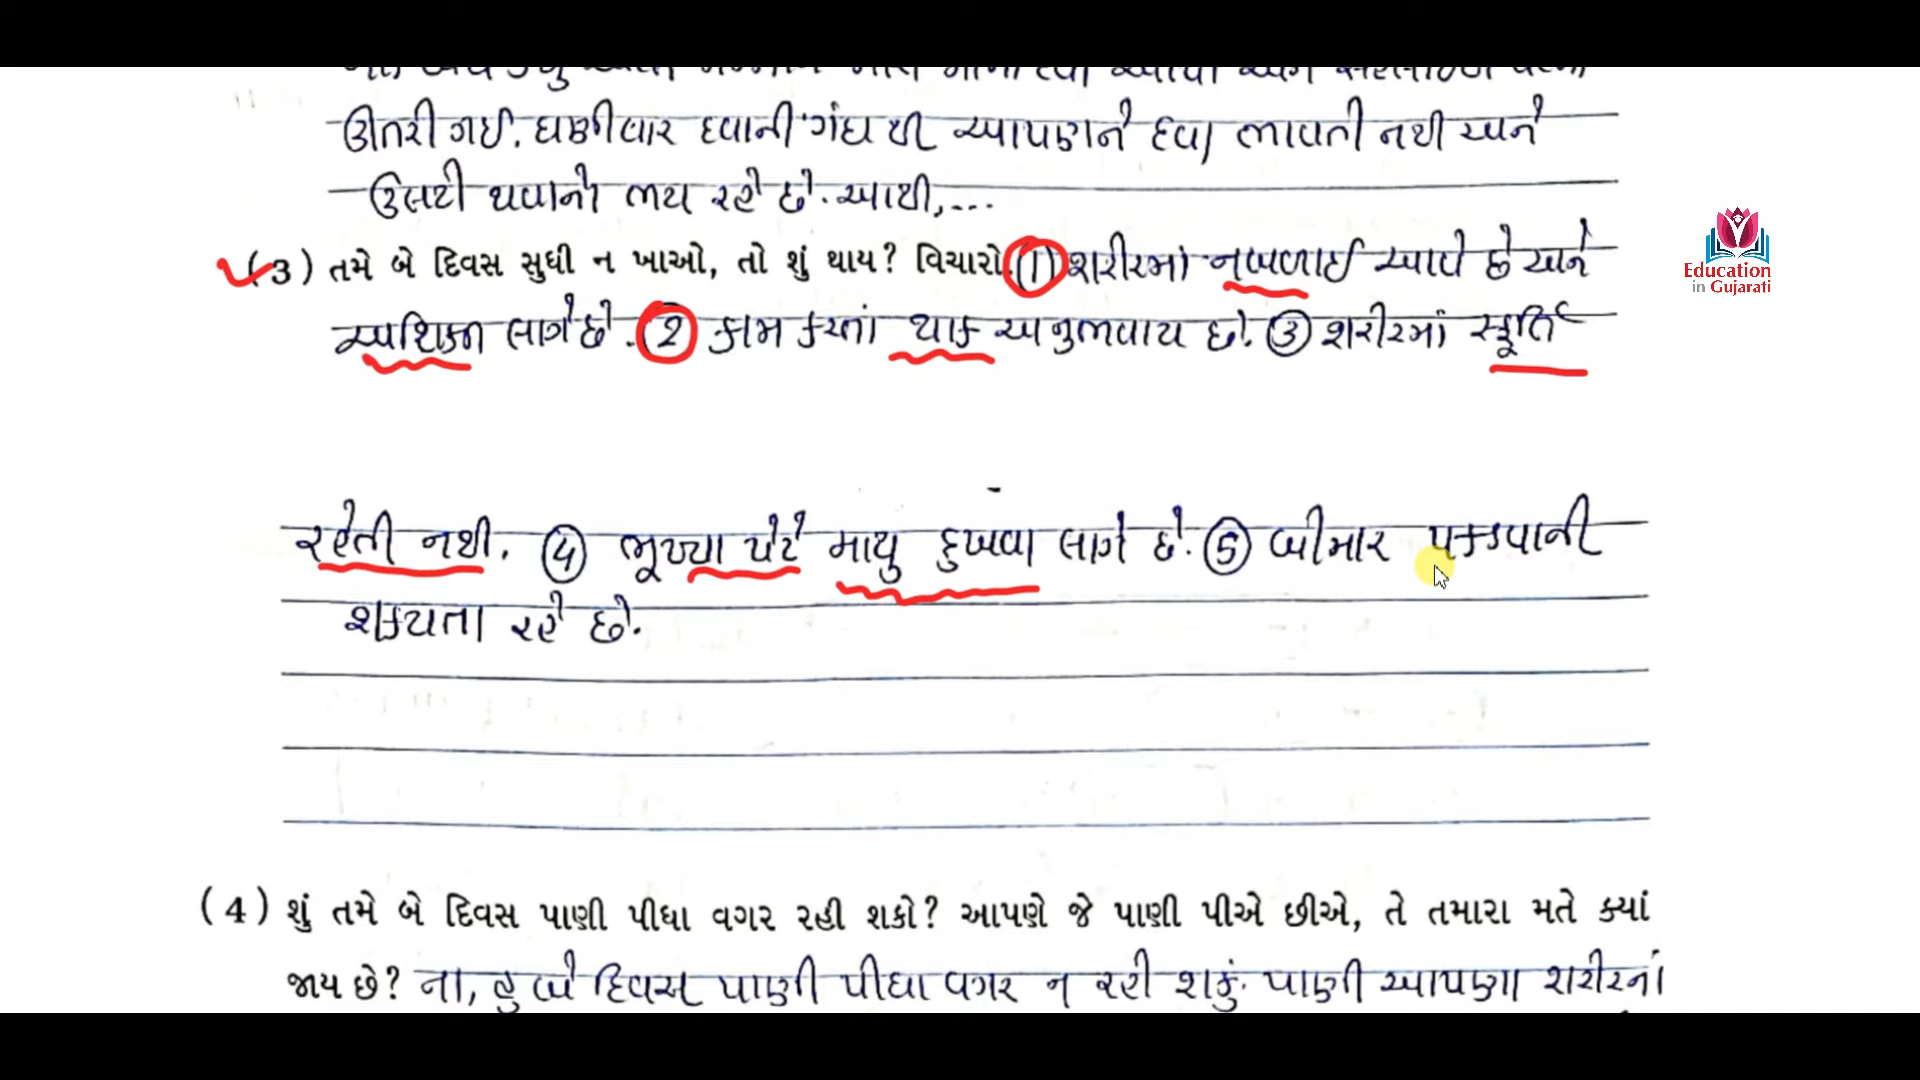 ઊતરી ગઈ. ઘણીવાર દવાની ગંધ થી આપણને દવા ભાવતી નથી અને
ઉલટી થવાનો ભય રહે છે. આથી,...
(3) તમે બે દિવસ સુધી ન ખાઓ, તો શું થાય? વિચારો. (1) શરીરમાં નબળાઈ આવે છે અને
અશક્તિ લાગે છે. (2) કામ કરતાં થાક અનુભવાય છે. (3) શરીરમાં સ્ફૂર્તિ
રહેતી નથી. (4) ભૂખ્યા પેટે માથુ દુખવા લાગે છે. (5) બીમાર પડવાની
શક્યતા રહે છે.
(4) શું તમે બે દિવસ પાણી પીધા વગર રહી શકો? આપણે જે પાણી પીએ છીએ, તે તમારા મતે ક્યાં
જાય છે? ના, હું બે દિવસ પાણી પીધા વગર ન રહી શકું. પાણી આપણા શરીરનાં
Education
in Gujarati